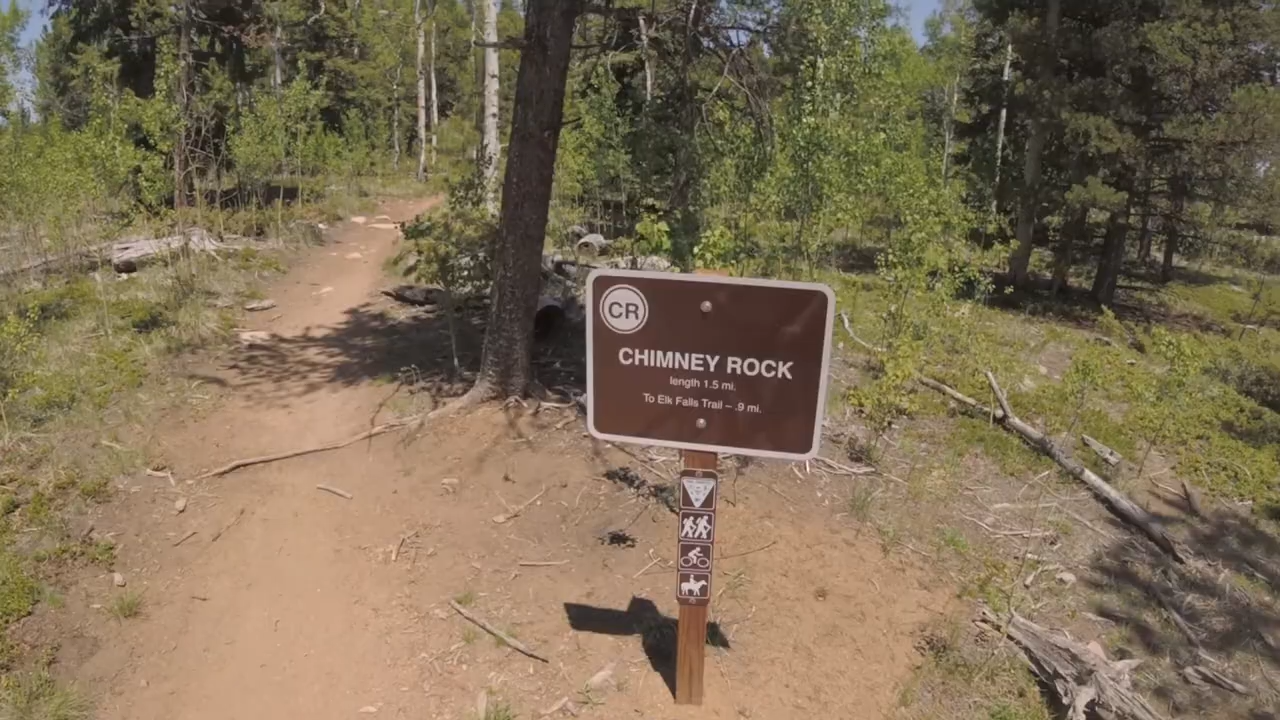 CR
CHIMNEY ROCK
length 1.5 mi.
To Elk Falls Trail – .9 mi.